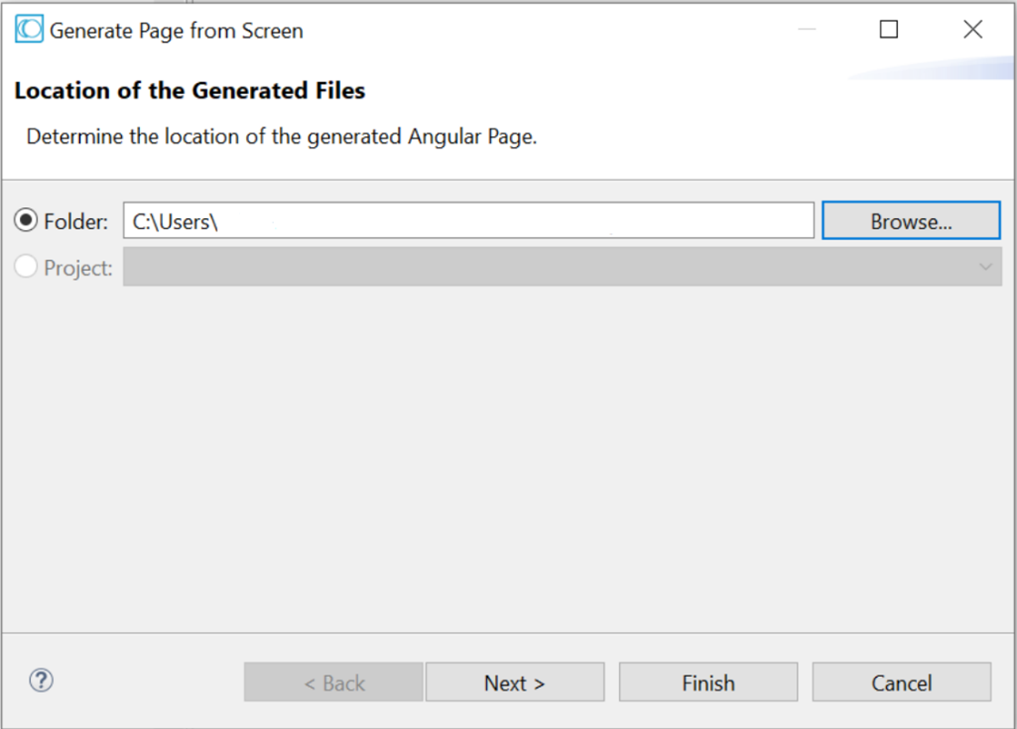 Generate Page from Screen
Location of the Generated Files
Determine the location of the generated Angular Page.
Folder: C:\Users\ Browse...
Project:
? < Back Next > Finish Cancel